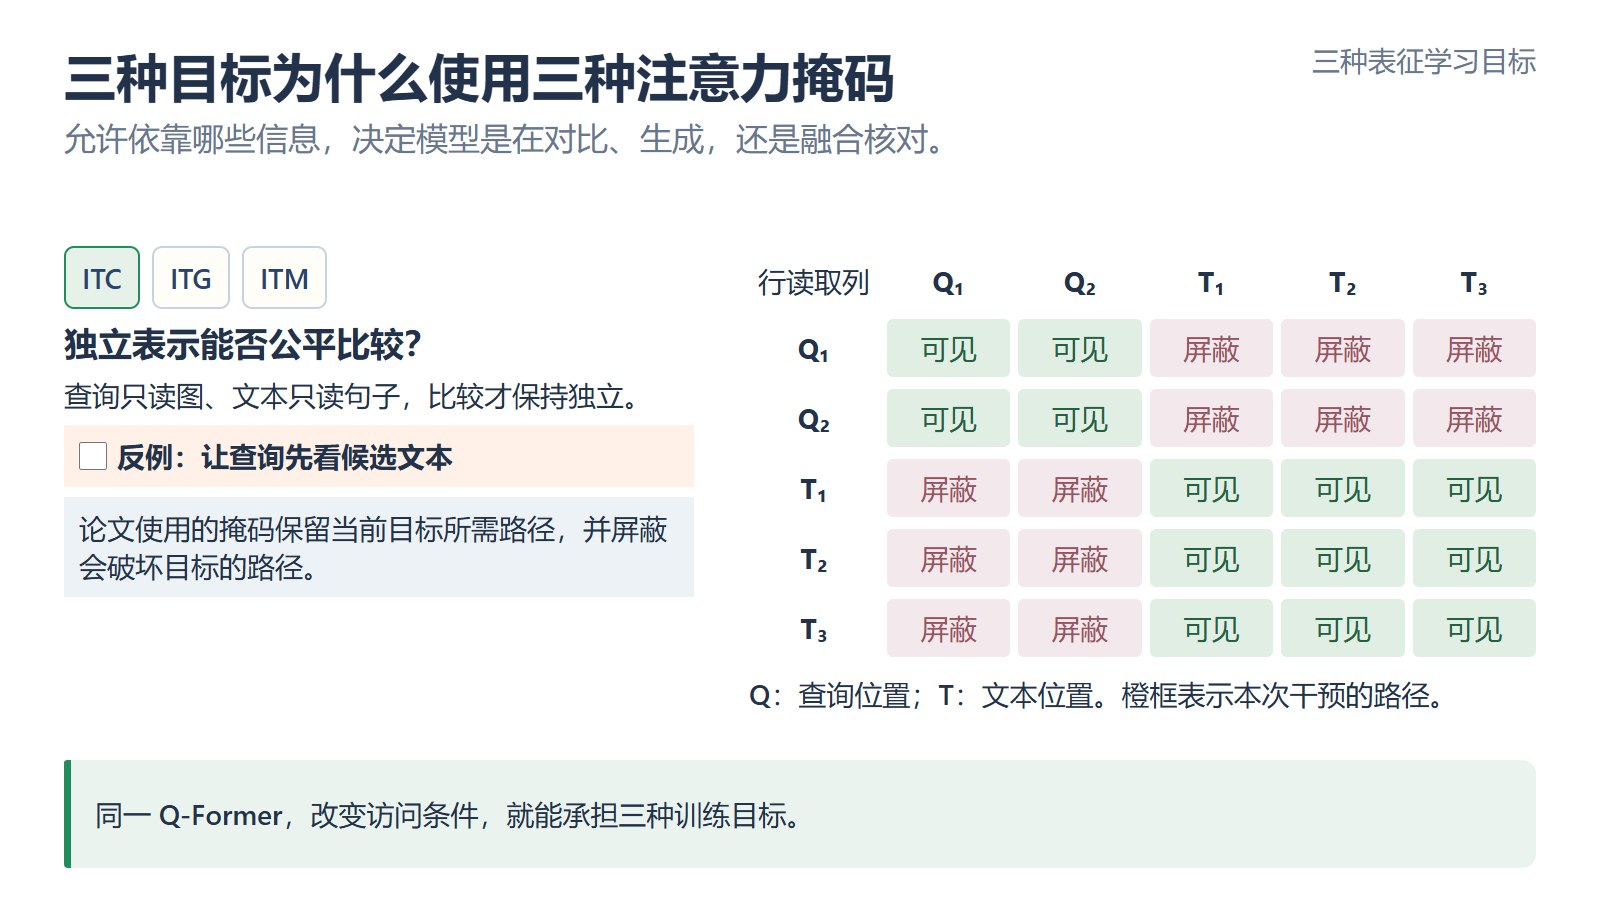 三种目标为什么使用三种注意力掩码
三种表征学习目标
允许依靠哪些信息，决定模型是在对比、生成，还是融合核对。
ITC ITG ITM
独立表示能否公平比较？
查询只读图、文本只读句子，比较才保持独立。
反例：让查询先看候选文本
论文使用的掩码保留当前目标所需路径，并屏蔽
会破坏目标的路径。
行读取列 Q₁ Q₂ T₁ T₂ T₃
Q₁ 可见 可见 屏蔽 屏蔽 屏蔽
Q₂ 可见 可见 屏蔽 屏蔽 屏蔽
T₁ 屏蔽 屏蔽 可见 可见 可见
T₂ 屏蔽 屏蔽 可见 可见 可见
T₃ 屏蔽 屏蔽 可见 可见 可见
Q：查询位置；T：文本位置。橙框表示本次干预的路径。
同一 Q-Former，改变访问条件，就能承担三种训练目标。